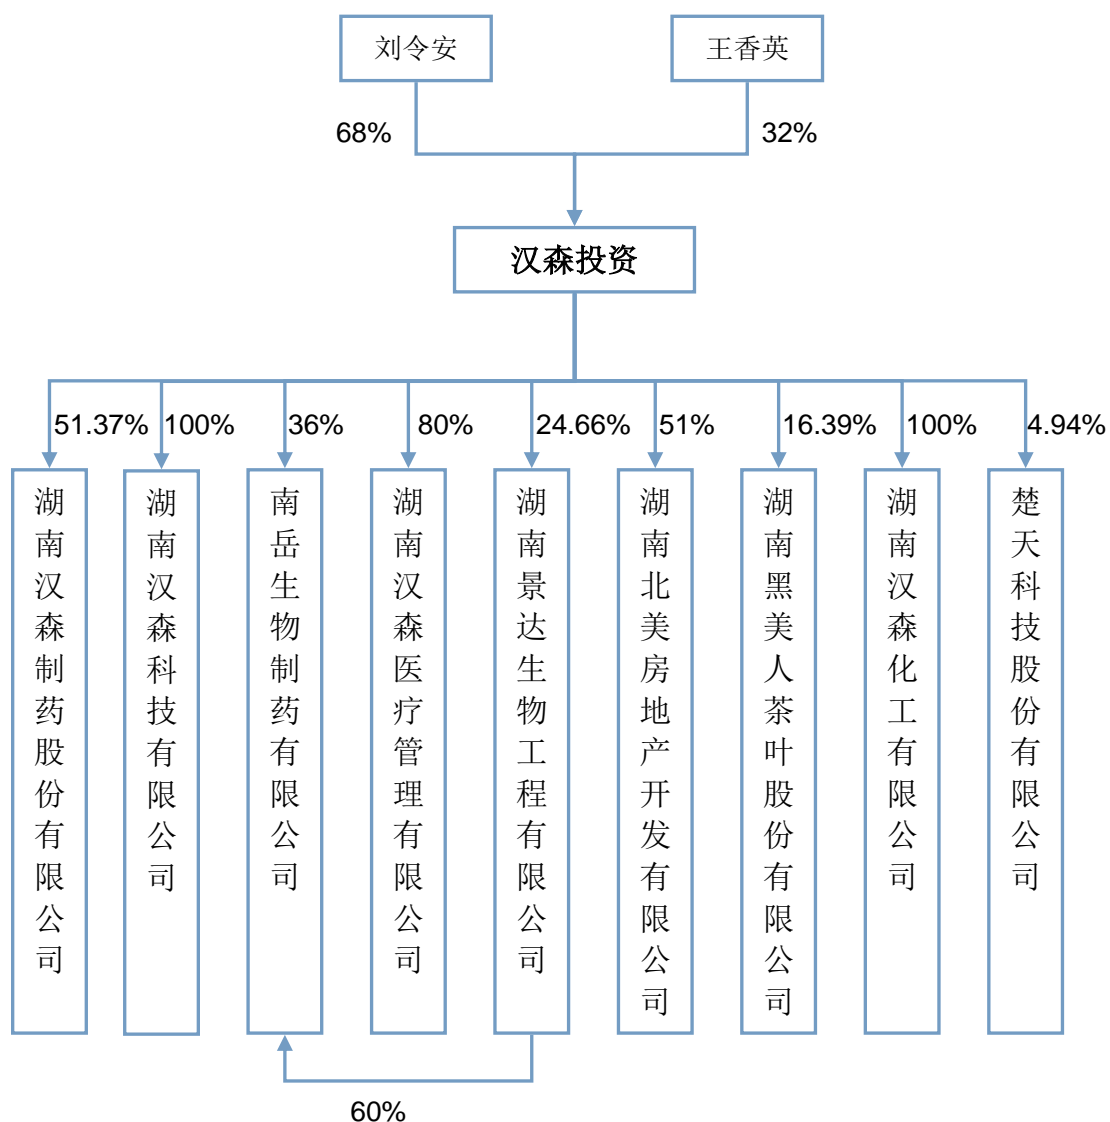 刘令安
王香英
68%
32%
汉森投资
51.37%
100%
36%
80%
24.66%
51%
16.39%
100%
4.94%
湖南汉森制药股份有限公司
湖南汉森科技有限公司
南岳生物制药有限公司
湖南汉森医疗管理有限公司
湖南景达生物工程有限公司
湖南北美房地产开发有限公司
湖南黑美人茶叶股份有限公司
湖南汉森化工有限公司
楚天科技股份有限公司
60%